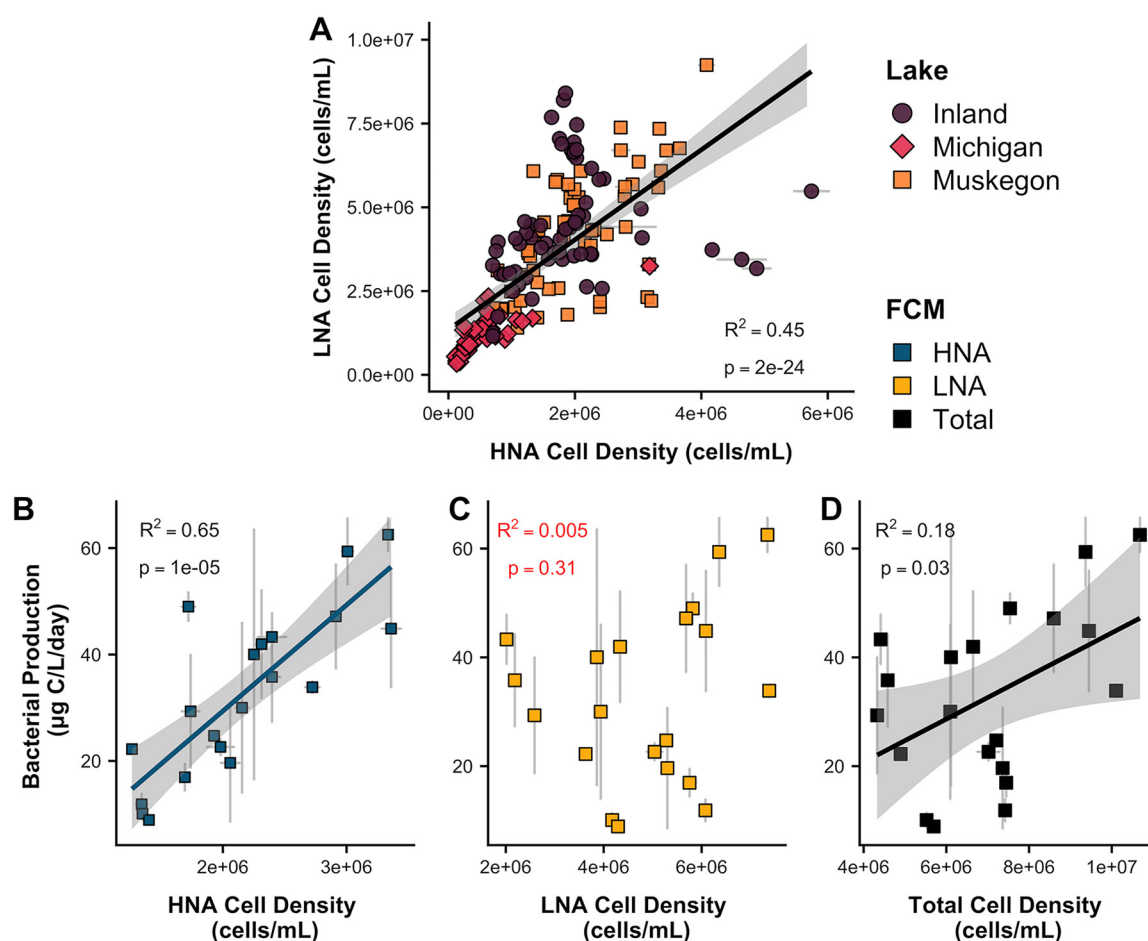 A
LNA Cell Density (cells/mL)
1.0e+07
7.5e+06
5.0e+06
2.5e+06
0.0e+00
R² = 0.45
p = 2e-24
0e+00 2e+06 4e+06 6e+06
HNA Cell Density (cells/mL)
Lake
Inland
Michigan
Muskegon
FCM
HNA
LNA
Total
B
Bacterial Production
(µg C/L/day)
60
40
20
R² = 0.65
p = 1e-05
2e+06 3e+06
HNA Cell Density
(cells/mL)
C
60
40
20
R² = 0.005
p = 0.31
2e+06 4e+06 6e+06
LNA Cell Density
(cells/mL)
D
60
40
20
R² = 0.18
p = 0.03
4e+06 6e+06 8e+06 1e+07
Total Cell Density
(cells/mL)